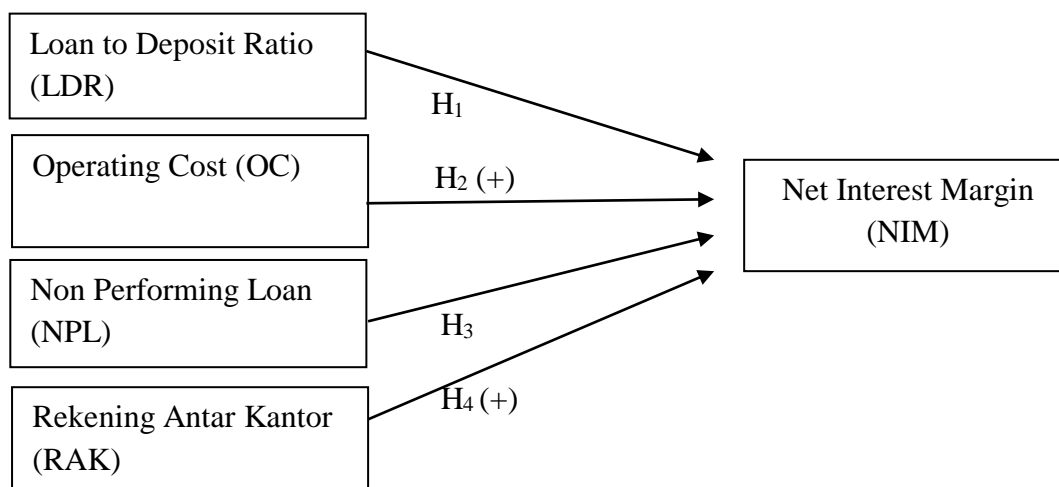 Loan to Deposit Ratio
(LDR)
H₁
Operating Cost (OC)
H₂ (+)
Net Interest Margin
(NIM)
Non Performing Loan
(NPL)
H₃
Rekening Antar Kantor
(RAK)
H₄ (+)